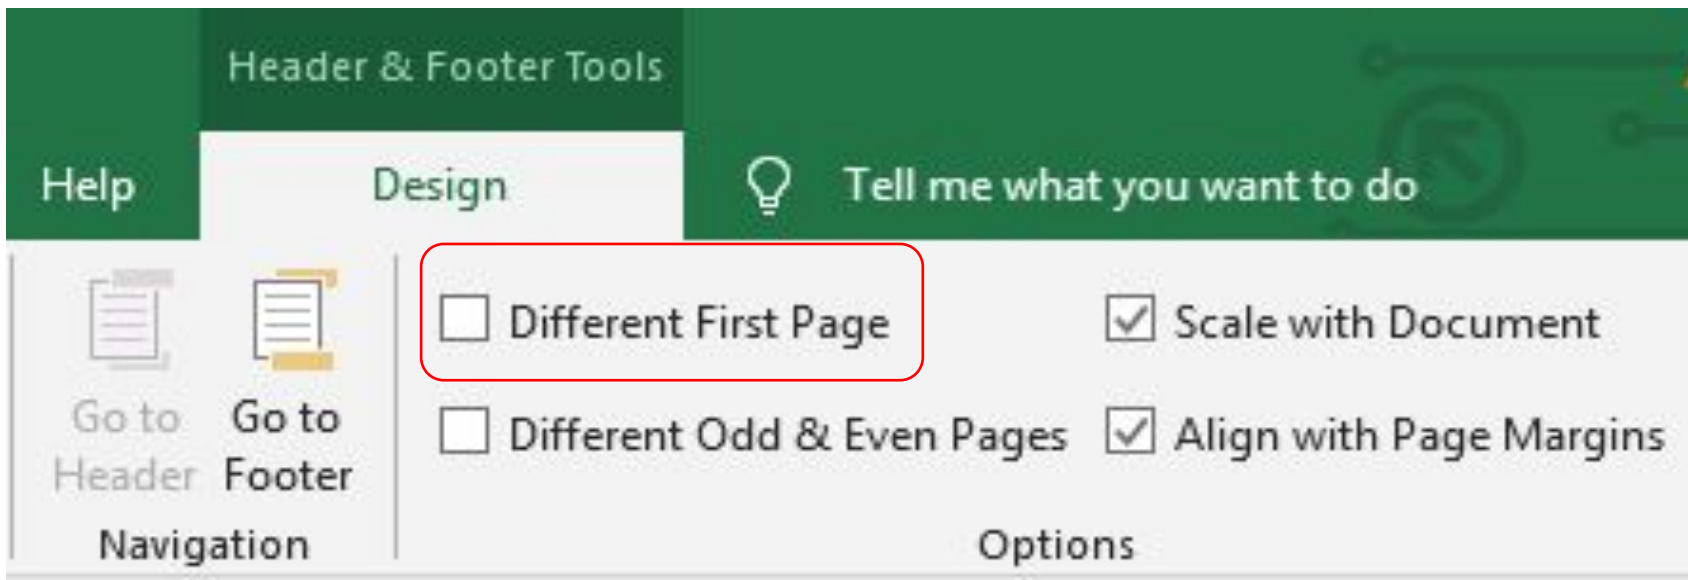 Header & Footer Tools
Help
Design
Tell me what you want to do
Go to
Header
Go to
Footer
Navigation
Different First Page
Different Odd & Even Pages
Scale with Document
Align with Page Margins
Options